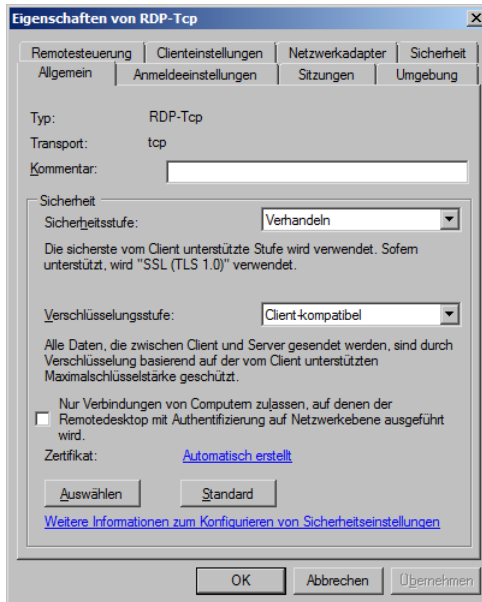 Eigenschaften von RDP-Tcp
Remotesteuerung Clienteinstellungen Netzwerkadapter Sicherheit
Allgemein Anmeldeeinstellungen Sitzungen Umgebung
Typ: RDP-Tcp
Transport: tcp
Kommentar:
Sicherheit
Sicherheitsstufe: Verhandeln
Die sicherste vom Client unterstützte Stufe wird verwendet. Sofern
unterstützt, wird "SSL (TLS 1.0)" verwendet.
Verschlüsselungsstufe: Client-kompatibel
Alle Daten, die zwischen Client und Server gesendet werden, sind durch
Verschlüsselung basierend auf der vom Client unterstützten
Maximalschlüsselstärke geschützt.
Nur Verbindungen von Computern zulassen, auf denen der
Remotedesktop mit Authentifizierung auf Netzwerkebene ausgeführt
wird.
Zertifikat: Automatisch erstellt
Auswählen Standard
Weitere Informationen zum Konfigurieren von Sicherheitseinstellungen
OK Abbrechen Übernehmen